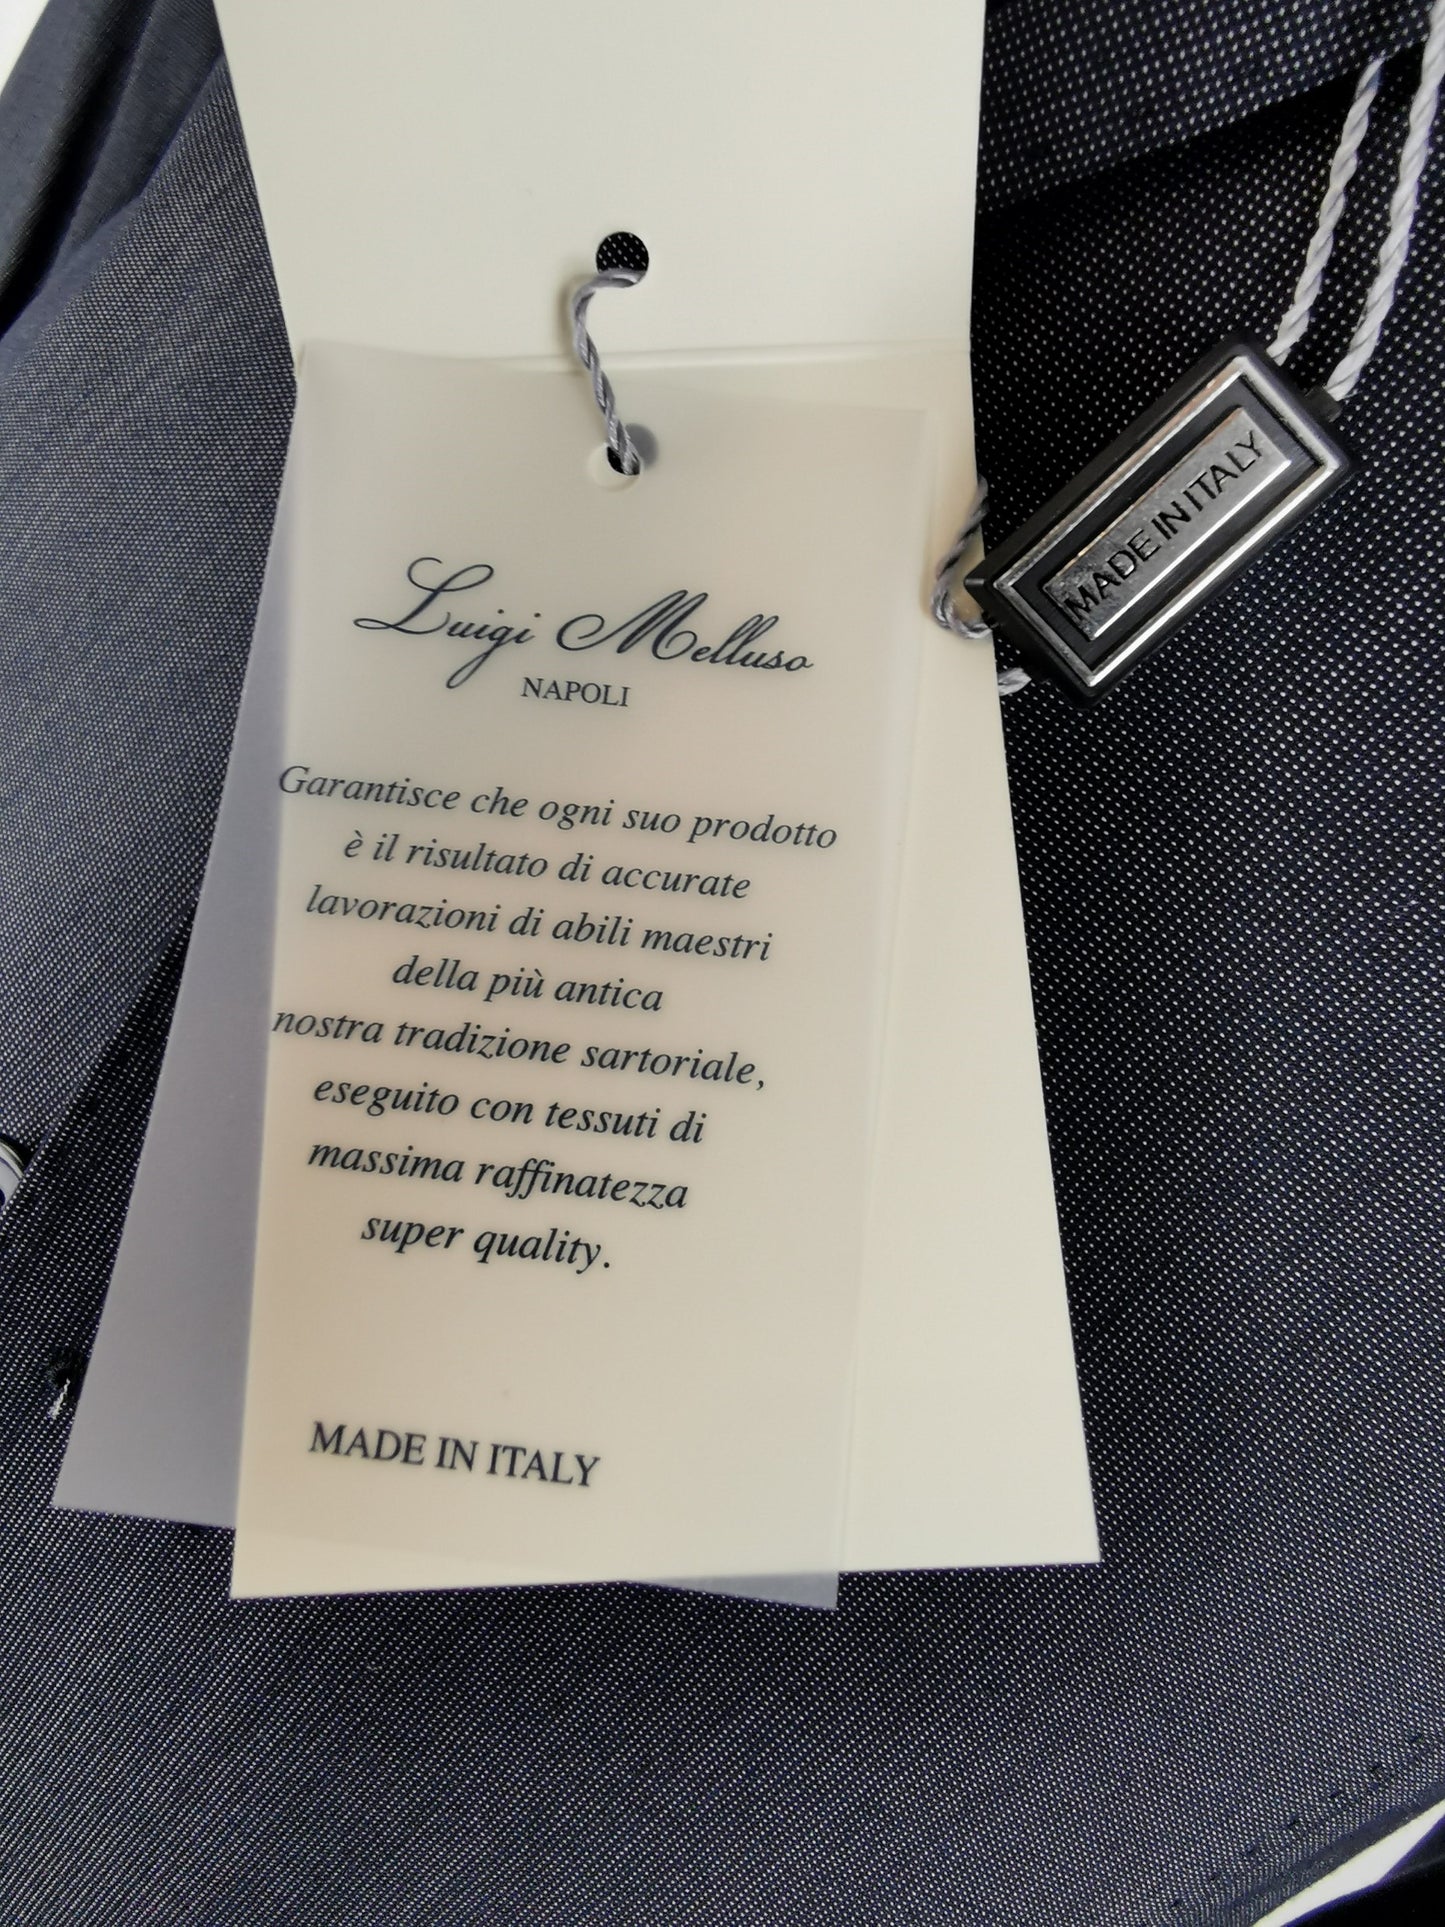 Luigi Melluso
NAPOLI
Garantisce che ogni suo prodotto
è il risultato di accurate
lavorazioni di abili maestri
della più antica
nostra tradizione sartoriale,
eseguito con tessuti di
massima raffinatezza
super quality.
MADE IN ITALY
MADE IN ITALY